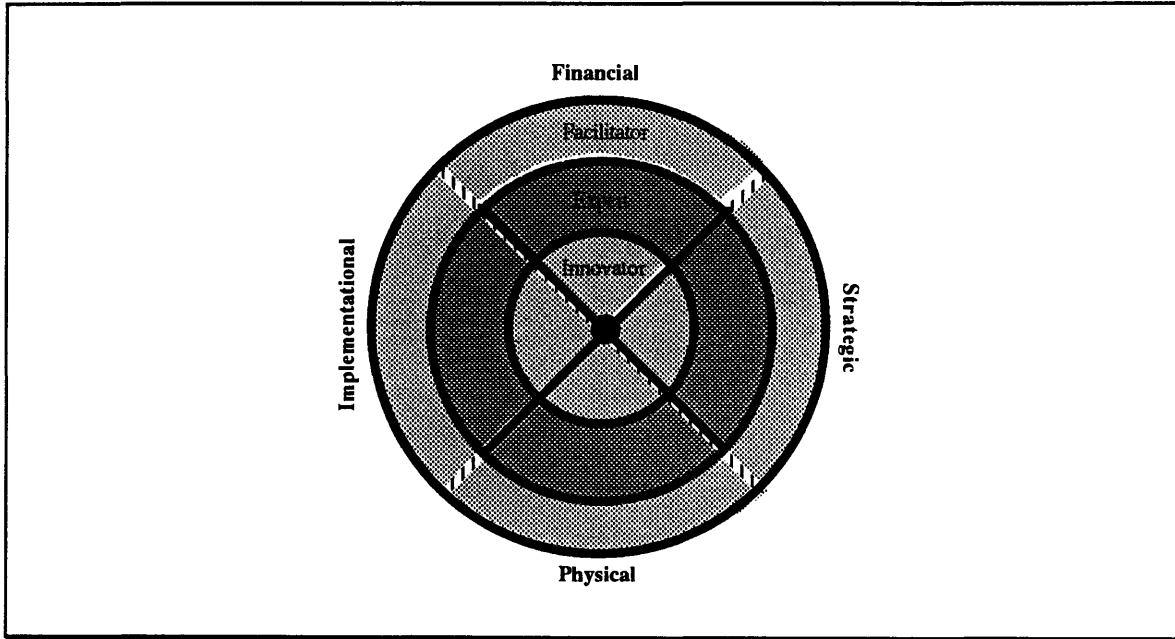 Financial
Facilitator
Expert
Innovator
Implementational
Strategic
Physical